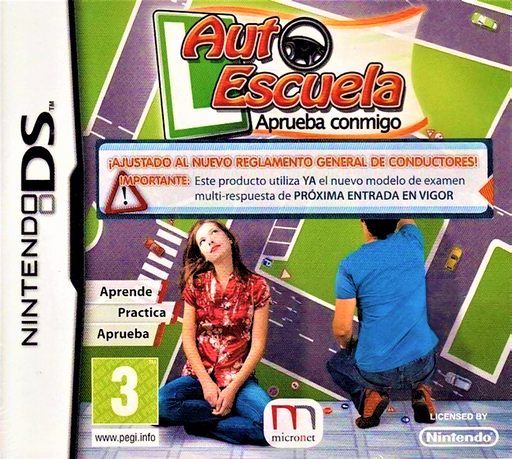 NINTENDO DS™
L
Auto
Escuela
Aprueba conmigo
¡AJUSTADO AL NUEVO REGLAMENTO GENERAL DE CONDUCTORES!
IMPORTANTE: Este producto utiliza YA el nuevo modelo de examen
multi-respuesta de PRÓXIMA ENTRADA EN VIGOR
Aprende
Practica
Aprueba
3
www.pegi.info
m
micronet
LICENSED BY
Nintendo